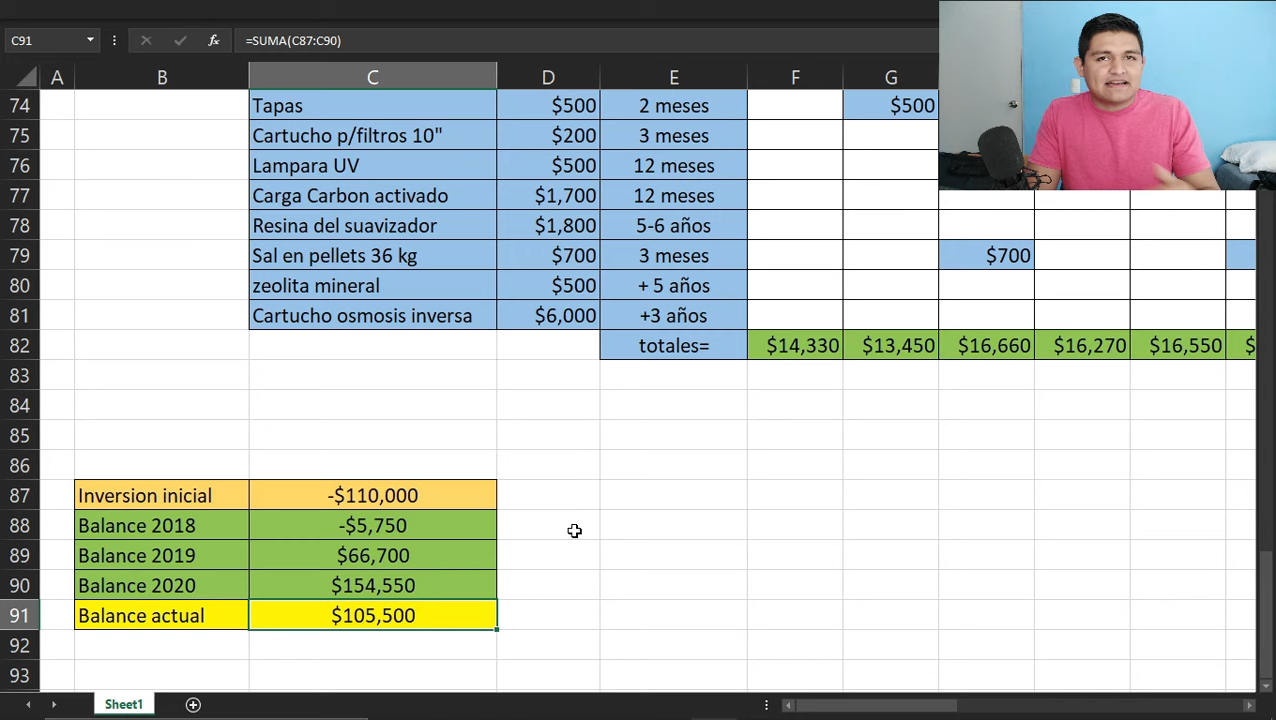 C91 fx =SUMA(C87:C90)
A B C D E F G
74 Tapas $500 2 meses $500
75 Cartucho p/filtros 10" $200 3 meses
76 Lampara UV $500 12 meses
77 Carga Carbon activado $1,700 12 meses
78 Resina del suavizador $1,800 5-6 años
79 Sal en pellets 36 kg $700 3 meses $700
80 zeolita mineral $500 + 5 años
81 Cartucho osmosis inversa $6,000 +3 años
82 totales= $14,330 $13,450 $16,660 $16,270 $16,550 $
83
84
85
86
87 Inversion inicial -$110,000
88 Balance 2018 -$5,750
89 Balance 2019 $66,700
90 Balance 2020 $154,550
91 Balance actual $105,500
92
93
Sheet1